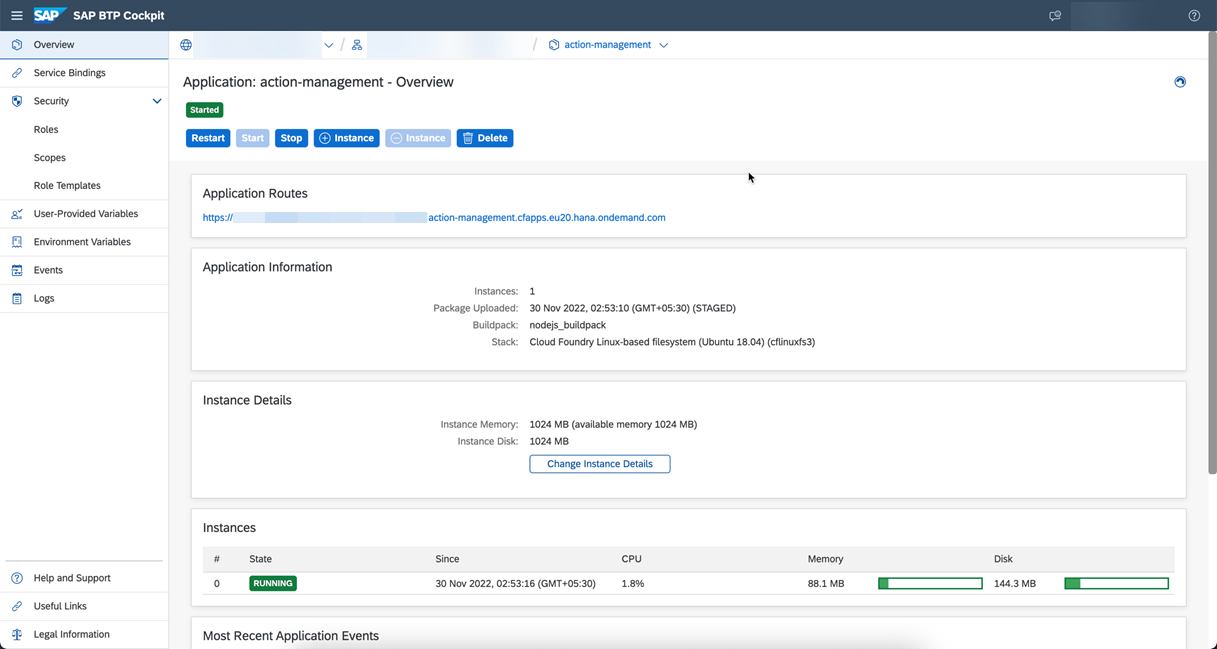 SAP SAP BTP Cockpit
Overview
Service Bindings
Security
Roles
Scopes
Role Templates
User-Provided Variables
Environment Variables
Events
Logs
Help and Support
Useful Links
Legal Information
/ / action-management
Application: action-management - Overview
Started
Restart Start Stop Instance Instance Delete
Application Routes
https:// action-management.cfapps.eu20.hana.ondemand.com
Application Information
Instances: 1
Package Uploaded: 30 Nov 2022, 02:53:10 (GMT+05:30) (STAGED)
Buildpack: nodejs_buildpack
Stack: Cloud Foundry Linux-based filesystem (Ubuntu 18.04) (cflinuxfs3)
Instance Details
Instance Memory: 1024 MB (available memory 1024 MB)
Instance Disk: 1024 MB
Change Instance Details
Instances
# State Since CPU Memory Disk
0 RUNNING 30 Nov 2022, 02:53:16 (GMT+05:30) 1.8% 88.1 MB 144.3 MB
Most Recent Application Events